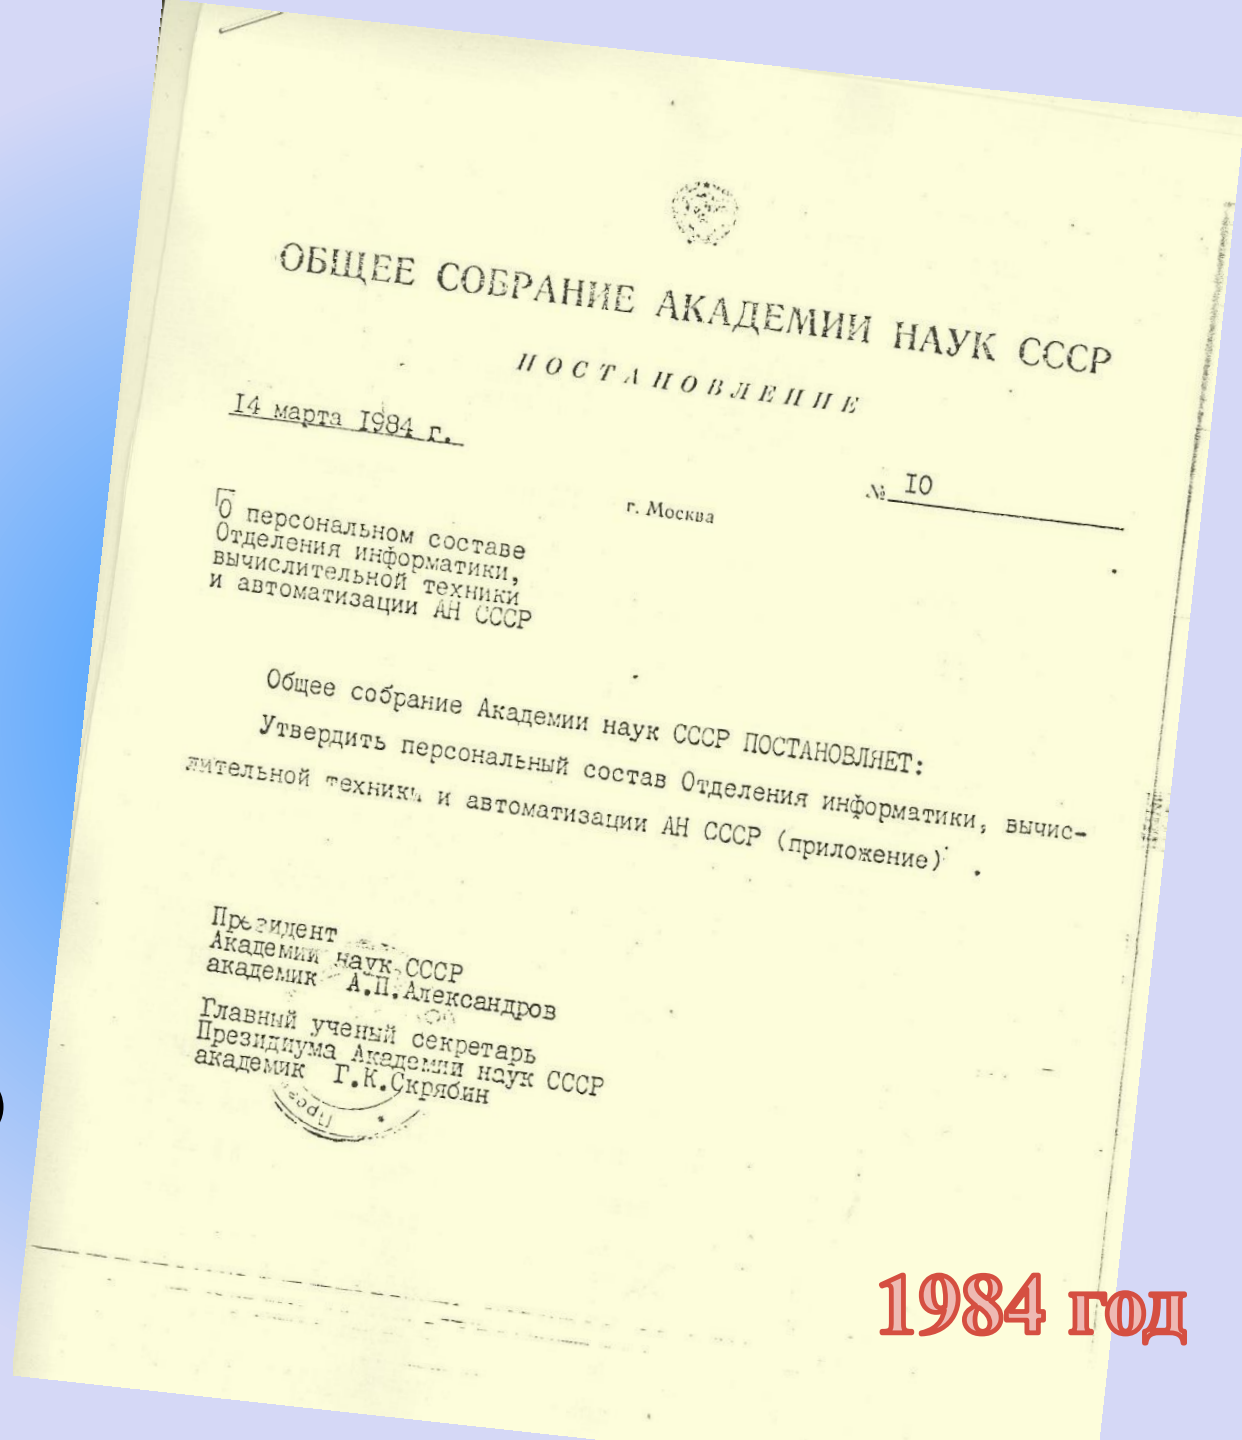 ОБЩЕЕ СОБРАНИЕ АКАДЕМИИ НАУК СССР
ПОСТАНОВЛЕНИЕ
14 марта 1984 г.
№ 10
г. Москва
О персональном составе
Отделения информатики,
вычислительной техники
и автоматизации АН СССР
Общее собрание Академии наук СССР ПОСТАНОВЛЯЕТ:
Утвердить персональный состав Отделения информатики, вычис-
лительной техники и автоматизации АН СССР (приложение) .
Президент
Академии наук СССР
академик А.П.Александров
Главный ученый секретарь
Президиума Академии наук СССР
академик Г.К.Скрябин
1984 год